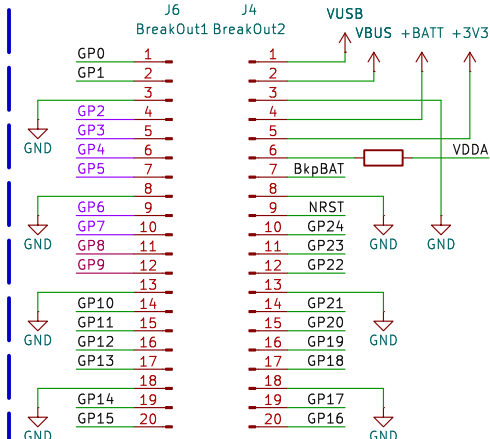 J6 J4 VUSB
BreakOut1 BreakOut2 VBUS +BATT +3V3
GP0 1 1
GP1 2 2
3 3
GP2 4 4
GND
GP3 5 5
GP4 6 6 VDDA
GP5 7 7 BkpBAT
8 8
GP6 9 9 NRST
GP7 10 10 GP24
GND GND GND
GP8 11 11 GP23
GP9 12 12 GP22
13 13
GP10 14 14 GP21
GP11 15 15 GP20
GND GND
GP12 16 16 GP19
GP13 17 17 GP18
18 18
GP14 19 19 GP17
GP15 20 20 GP16
GND GND